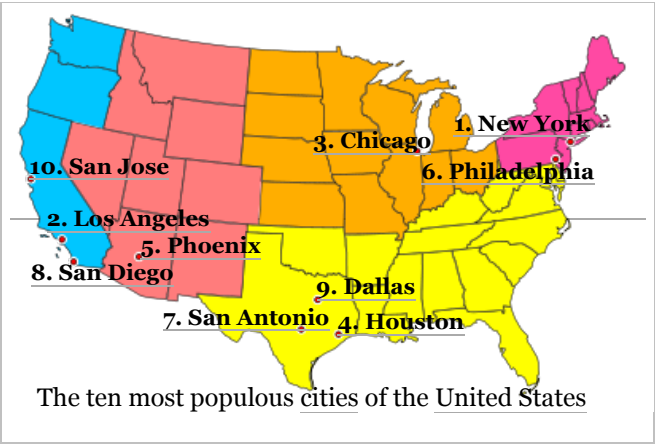 1. New York
3. Chicago
10. San Jose
6. Philadelphia
2. Los Angeles
5. Phoenix
8. San Diego
9. Dallas
7. San Antonio
4. Houston
The ten most populous cities of the United States